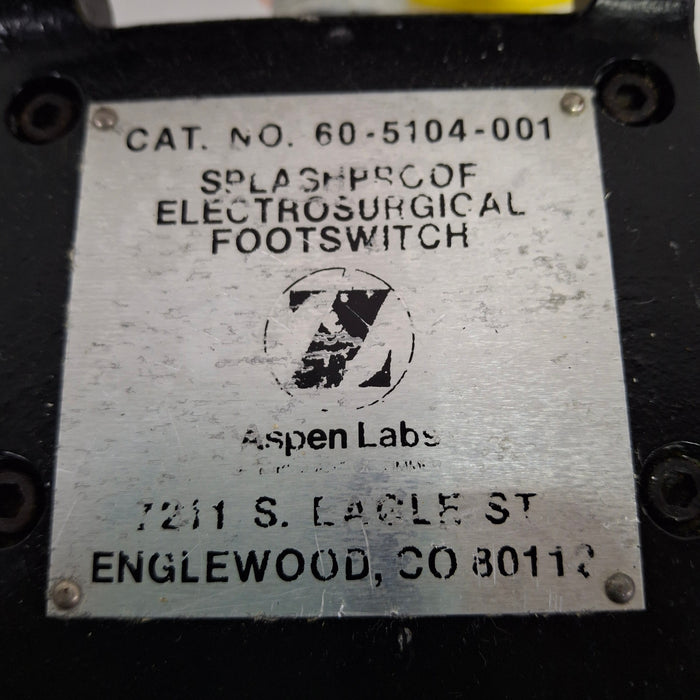 CAT. NO. 60-5104-001
SPLASHPROOF
ELECTROSURGICAL
FOOTSWITCH
Aspen Labs
7211 S. EAGLE ST
ENGLEWOOD, CO 80112